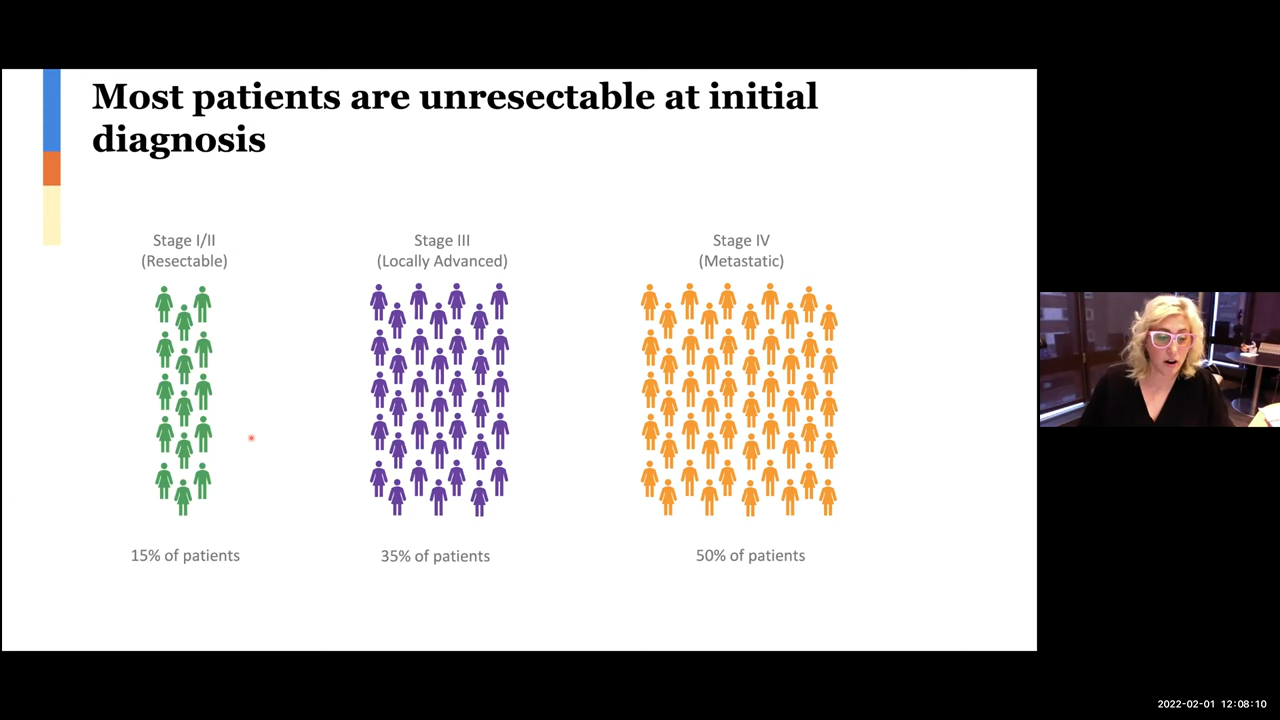 Most patients are unresectable at initial
diagnosis
Stage I/II
(Resectable)
Stage III
(Locally Advanced)
Stage IV
(Metastatic)
15% of patients
35% of patients
50% of patients
2022-02-01 12:08:10